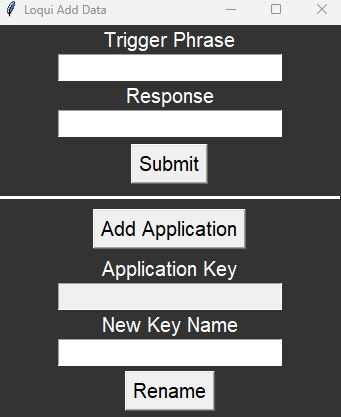 Loqui Add Data
Trigger Phrase
Response
Submit
Add Application
Application Key
New Key Name
Rename